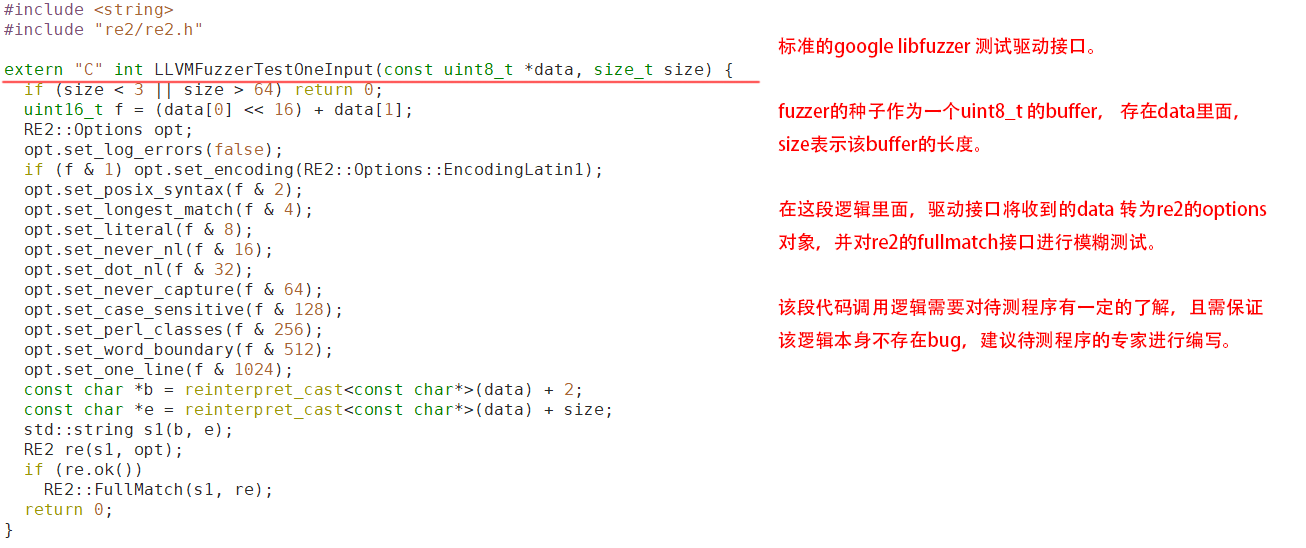 #include <string>
#include "re2/re2.h"
extern "C" int LLVMFuzzerTestOneInput(const uint8_t *data, size_t size) {
  if (size < 3 || size > 64) return 0;
  uint16_t f = (data[0] << 16) + data[1];
  RE2::Options opt;
  opt.set_log_errors(false);
  if (f & 1) opt.set_encoding(RE2::Options::EncodingLatin1);
  opt.set_posix_syntax(f & 2);
  opt.set_longest_match(f & 4);
  opt.set_literal(f & 8);
  opt.set_never_nl(f & 16);
  opt.set_dot_nl(f & 32);
  opt.set_never_capture(f & 64);
  opt.set_case_sensitive(f & 128);
  opt.set_perl_classes(f & 256);
  opt.set_word_boundary(f & 512);
  opt.set_one_line(f & 1024);
  const char *b = reinterpret_cast<const char*>(data) + 2;
  const char *e = reinterpret_cast<const char*>(data) + size;
  std::string s1(b, e);
  RE2 re(s1, opt);
  if (re.ok())
    RE2::FullMatch(s1, re);
  return 0;
}
标准的google libfuzzer 测试驱动接口。
fuzzer的种子作为一个uint8_t 的buffer， 存在data里面，
size表示该buffer的长度。
在这段逻辑里面，驱动接口将收到的data 转为re2的options
对象，并对re2的fullmatch接口进行模糊测试。
该段代码调用逻辑需要对待测程序有一定的了解，且需保证
该逻辑本身不存在bug，建议待测程序的专家进行编写。